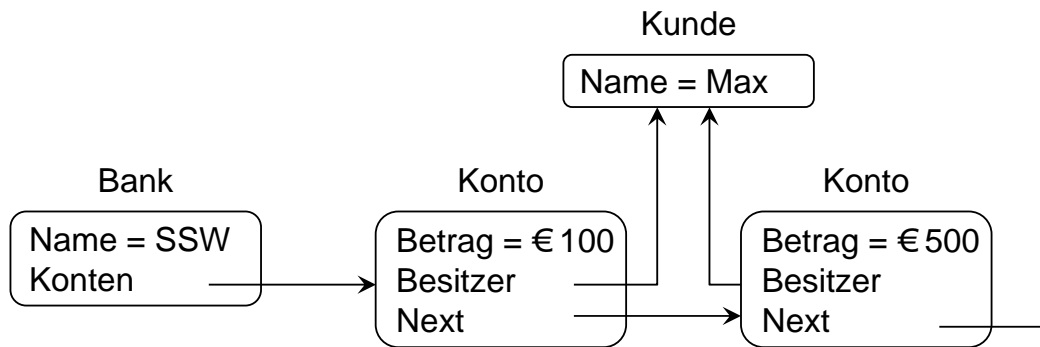 Kunde
Name = Max
Bank
Name = SSW
Konten
Konto
Betrag = € 100
Besitzer
Next
Konto
Betrag = € 500
Besitzer
Next